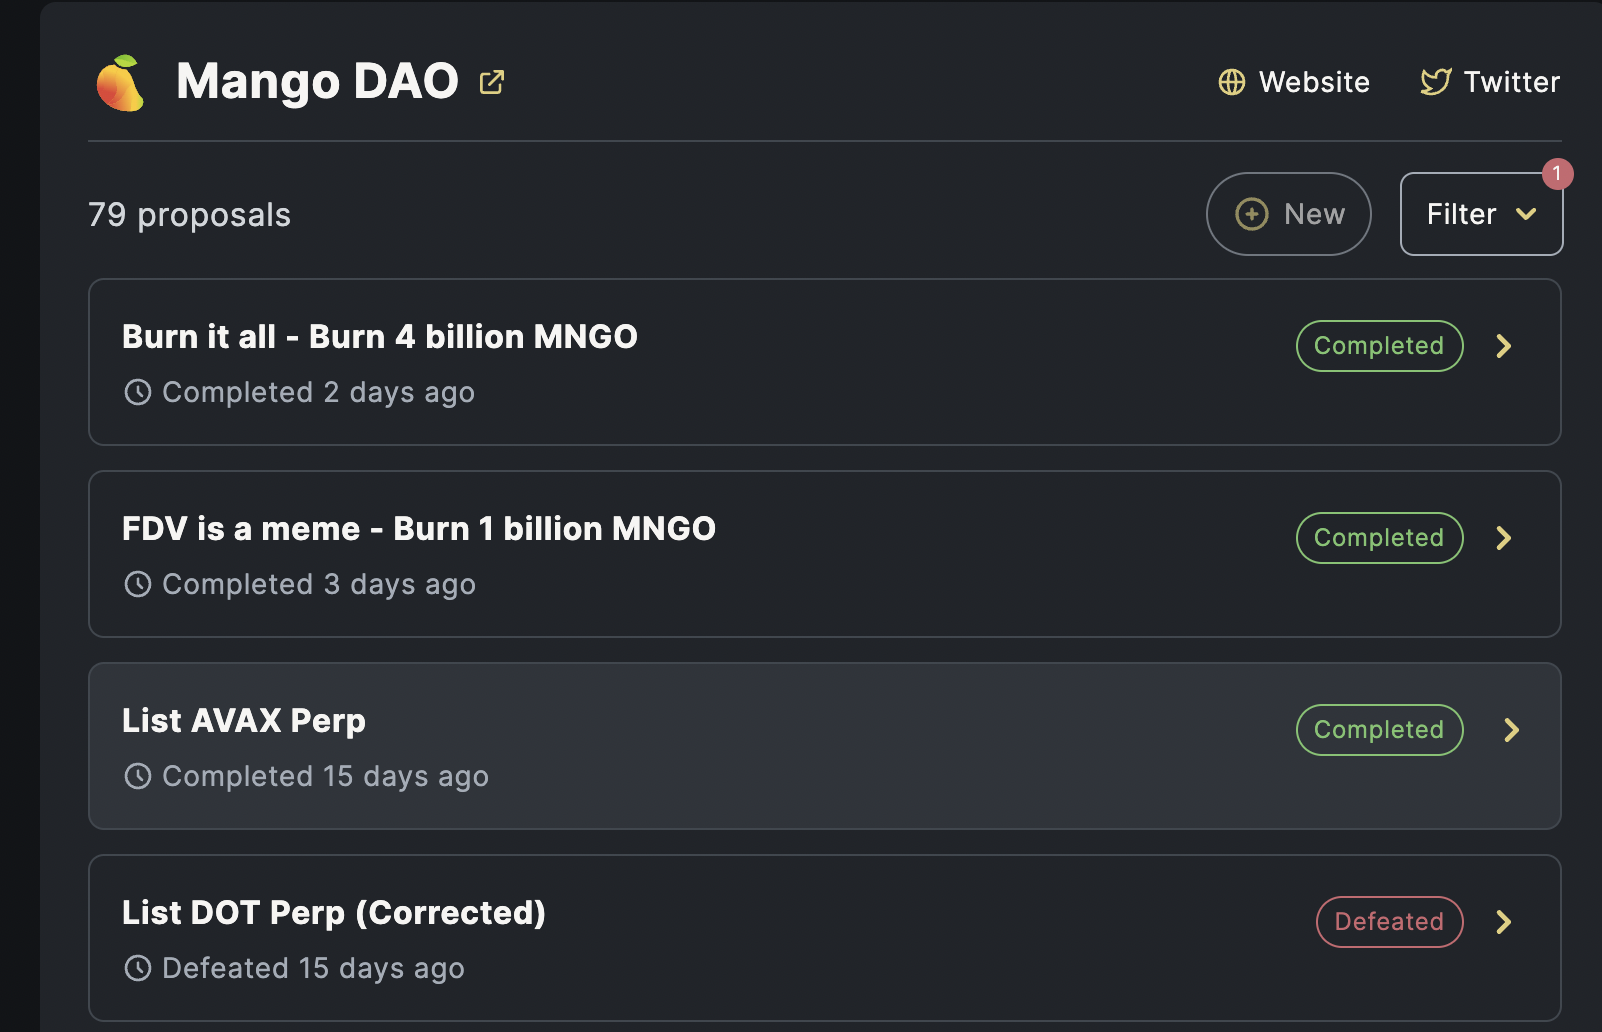 Mango DAO
Website
Twitter
79 proposals
New
Filter
1
Burn it all - Burn 4 billion MNGO
Completed
Completed 2 days ago
FDV is a meme - Burn 1 billion MNGO
Completed
Completed 3 days ago
List AVAX Perp
Completed
Completed 15 days ago
List DOT Perp (Corrected)
Defeated
Defeated 15 days ago